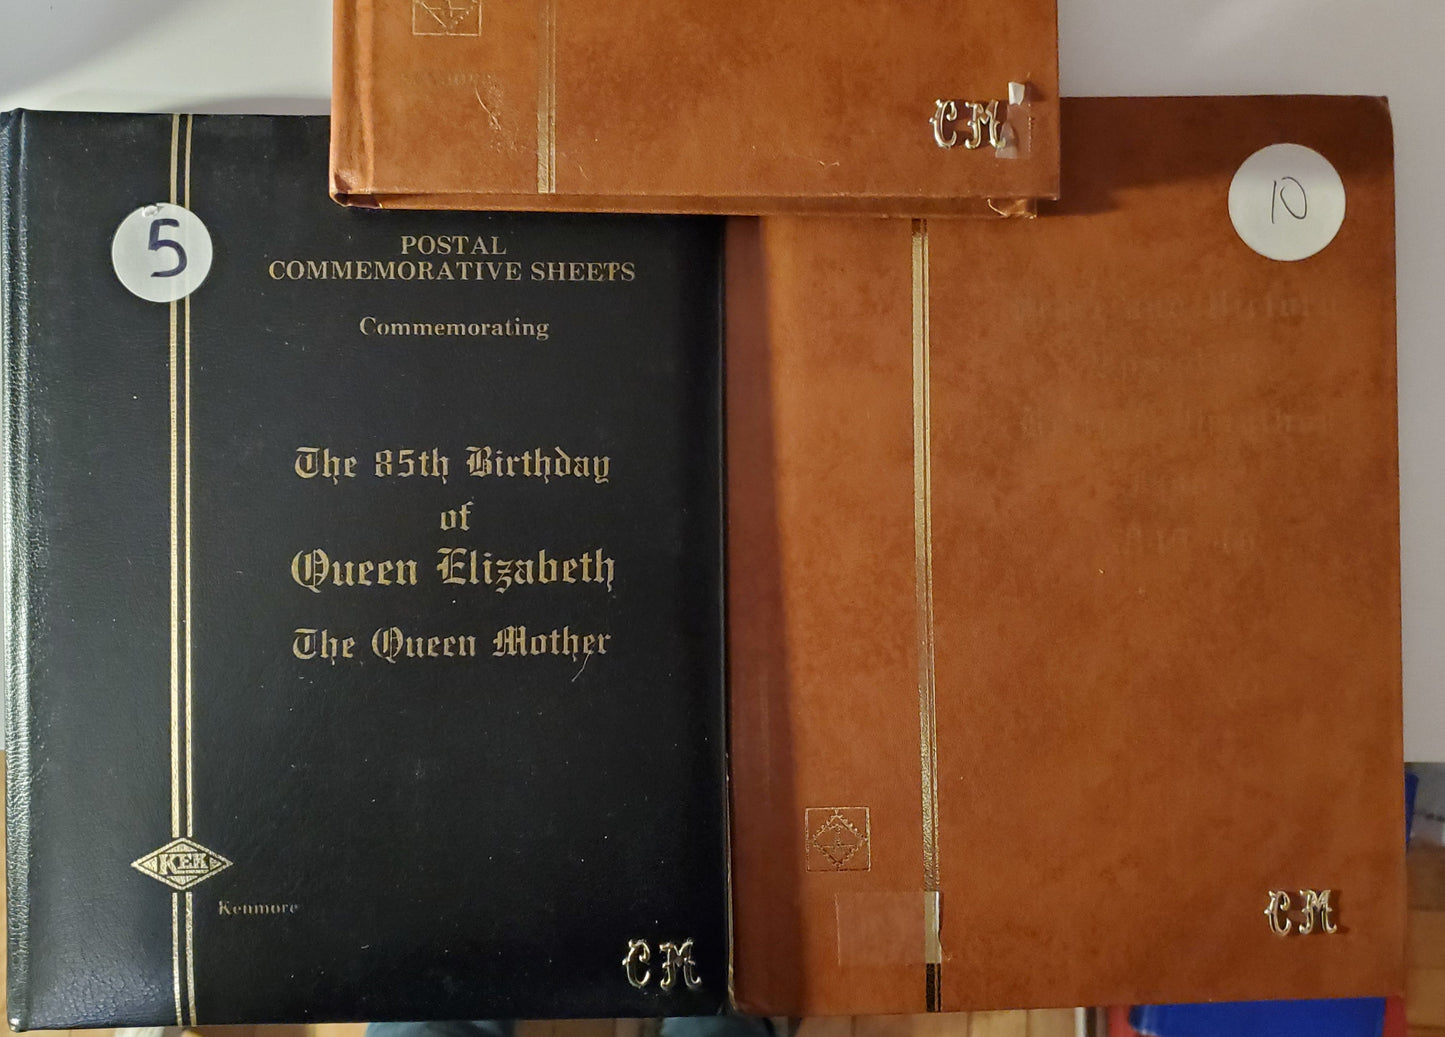 CM
5
POSTAL
COMMEMORATIVE SHEETS
Commemorating
The 85th Birthday
of
Queen Elizabeth
The Queen Mother
KEK
Kenmore
CM
10
CM